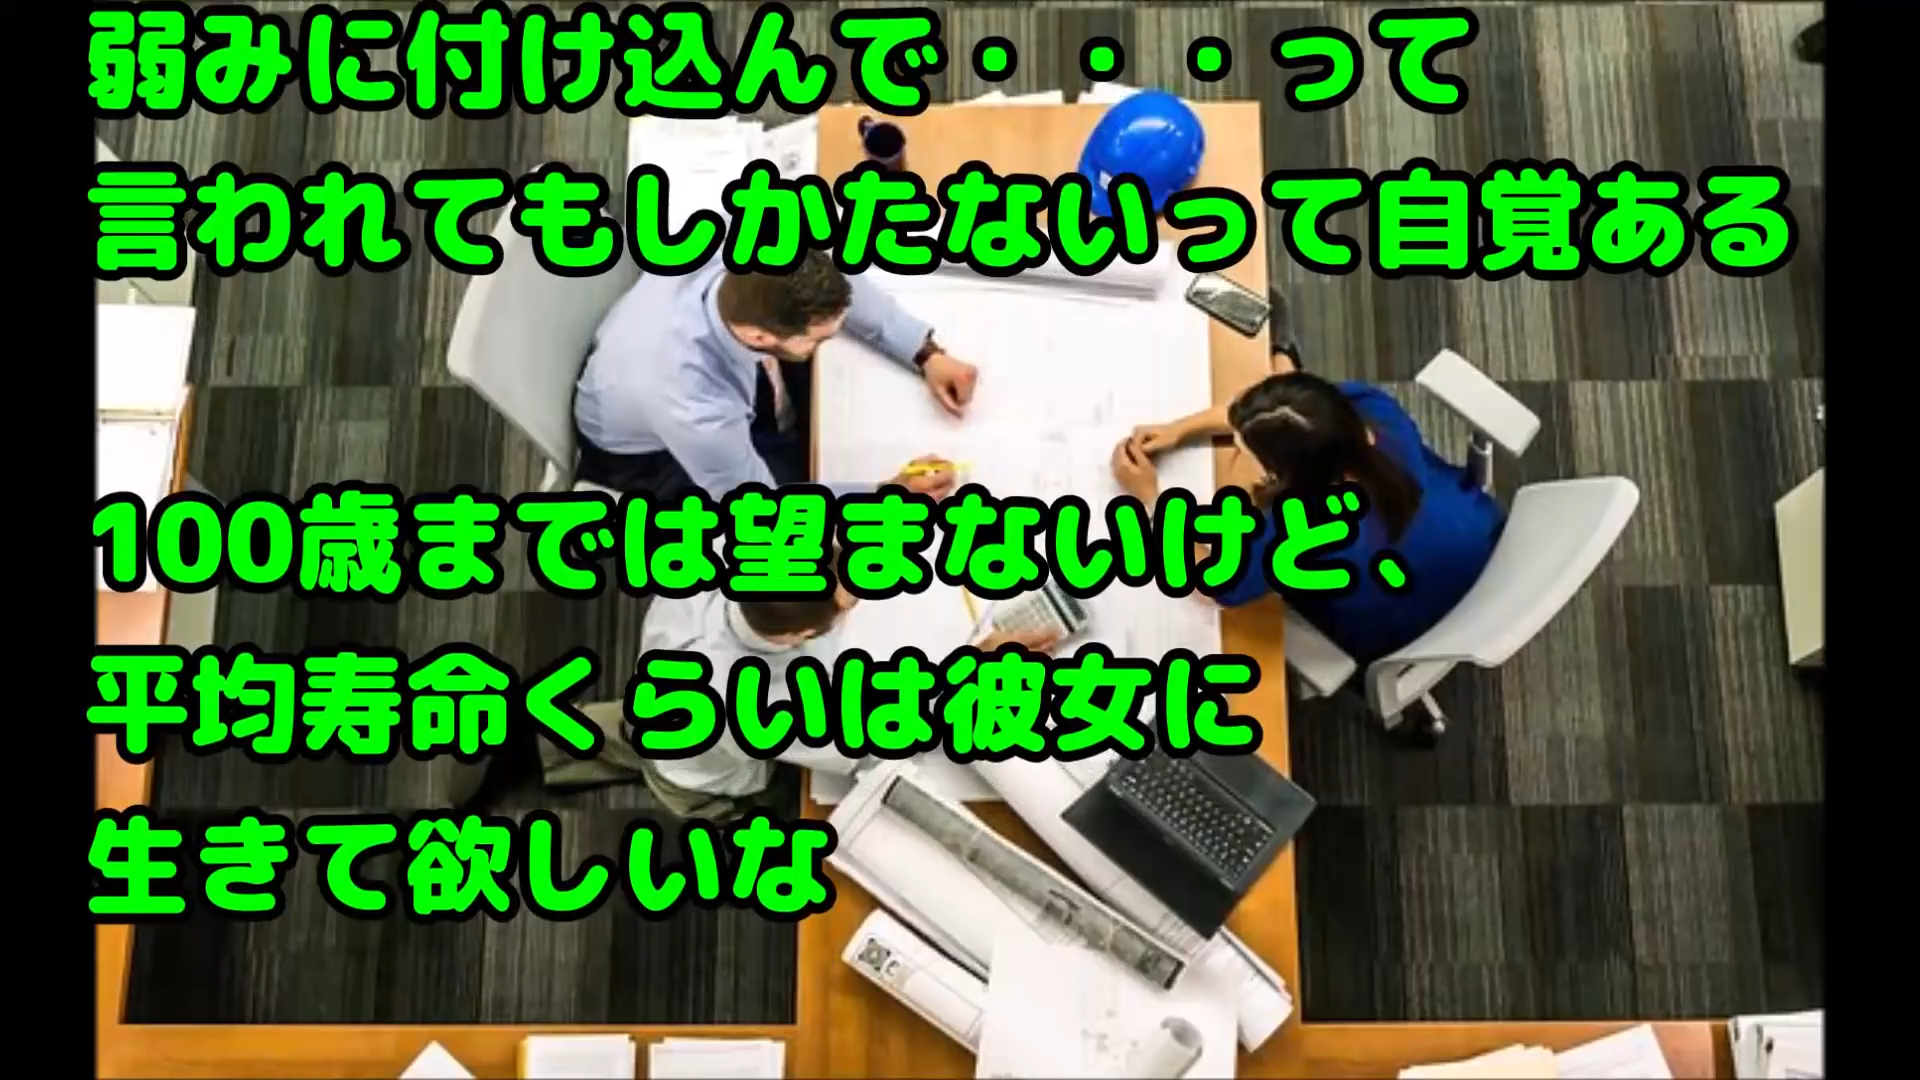 弱みに付け込んで・・・って
言われてもしかたないって自覚ある
100歳までは望まないけど、
平均寿命くらいは彼女に
生きて欲しいな